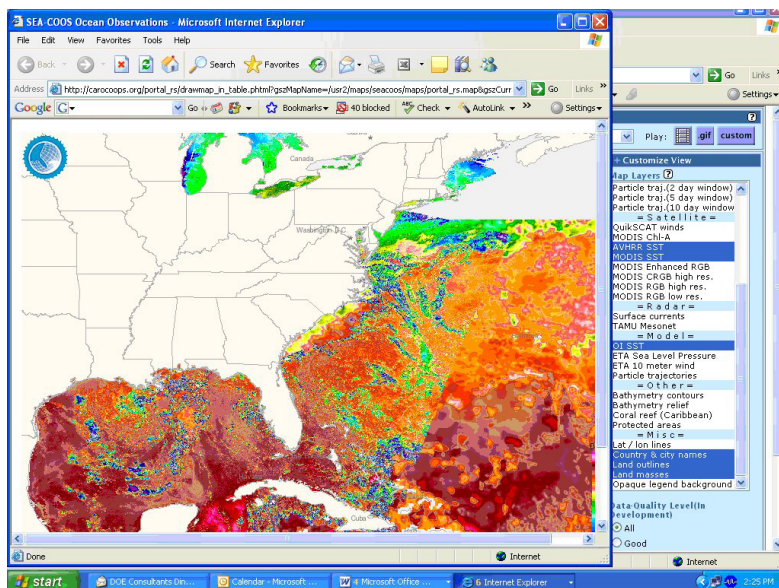 SEA-COOS Ocean Observations - Microsoft Internet Explorer
File Edit View Favorites Tools Help
Back Search Favorites
Address http://carocoops.org/portal_rs/drawmap_in_table.phtml?gszMapName=/usr2/maps/seacoos/maps/portal_rs.map&gszCurr Go Links »
Google G Go Bookmarks 40 blocked Check AutoLink » Settings
Go Links »
Settings
Canada
Washington D.C.
Cuba
Play: .gif custom
+ Customize View
Map Layers ?
Particle traj.(2 day window)
Particle traj.(5 day window)
Particle traj.(10 day window
= S a t e l l i t e =
QuikSCAT winds
MODIS Chl-A
AVHRR SST
MODIS SST
MODIS Enhanced RGB
MODIS CRGB high res.
MODIS RGB high res.
MODIS RGB low res.
= R a d a r =
Surface currents
TAMU Mesonet
= M o d e l =
OI SST
ETA Sea Level Pressure
ETA 10 meter wind
Particle trajectories
= O t h e r =
Bathymetry contours
Bathymetry relief
Coral reef (Caribbean)
Protected areas
= M i s c =
Lat / lon lines
Country & city names
Land outlines
Land masses
Opaque legend background
Data Quality Level(In
Development)
All
Good
Done Internet
Internet
start DOE Consultants Din... Calendar - Microsoft ... 4 Microsoft Office ... 6 Internet Explorer 2:25 PM